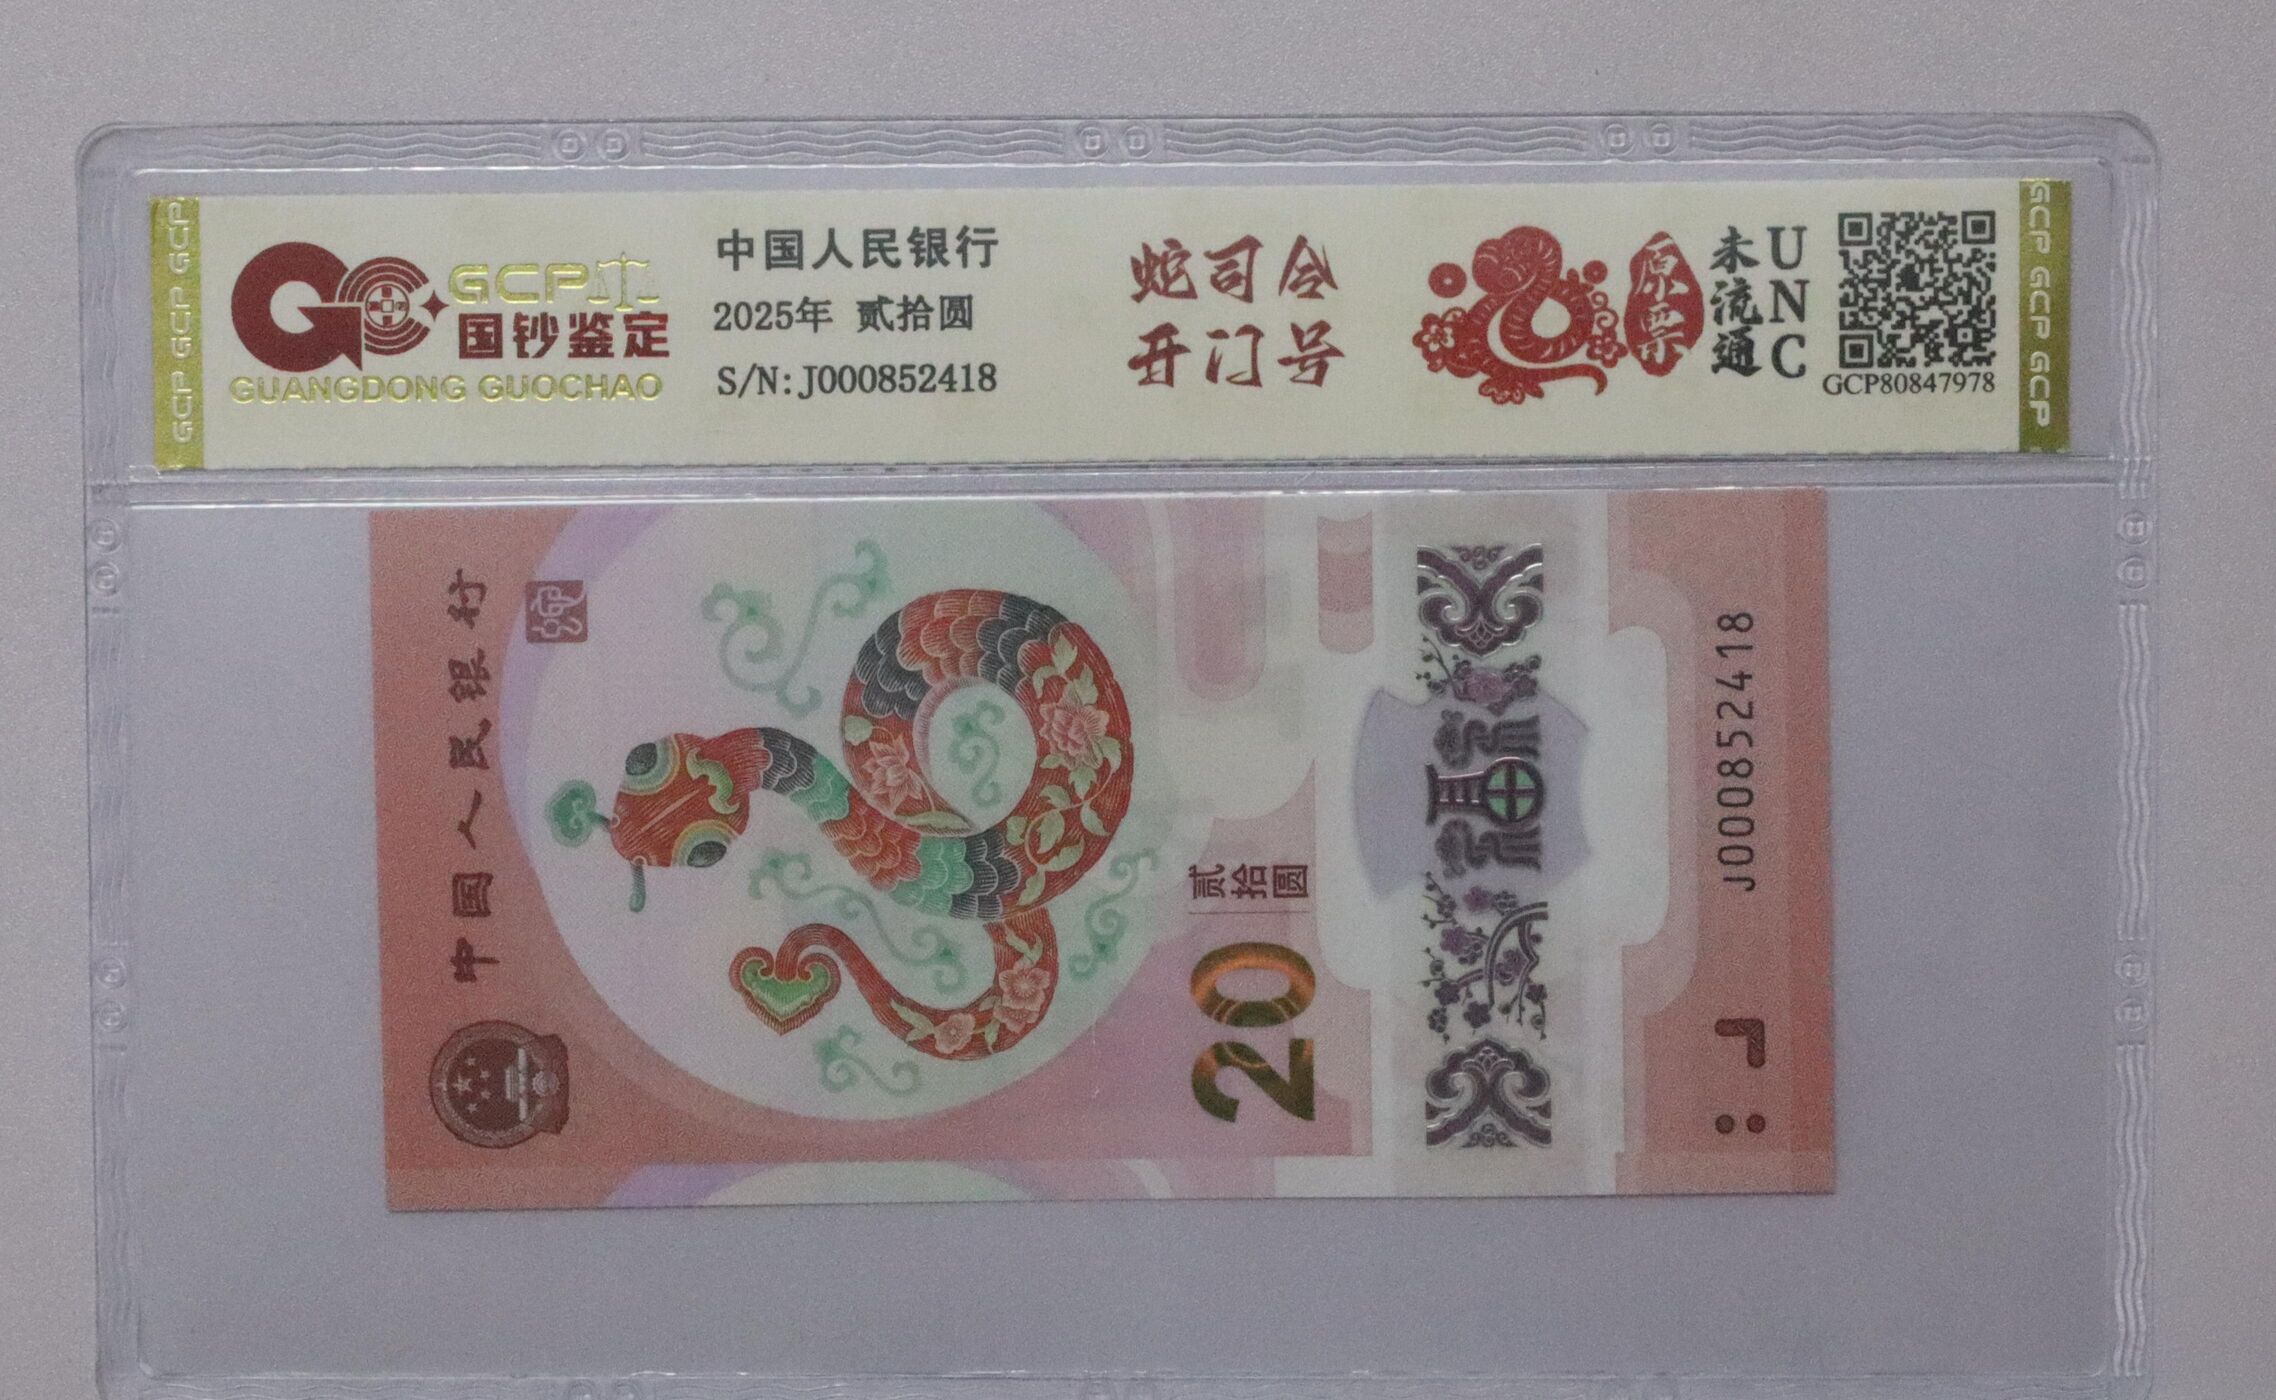 GCP GCP GCP
GCP
国钞鉴定
GUANGDONG GUOCHAO
中国人民银行
2025年 贰拾圆
S/N:J000852418
蛇司令
开门号
原票
未流通
UNC
GCP80847978
GCP GCP GCP
中国人民银行
20
贰拾圆
福
J000852418